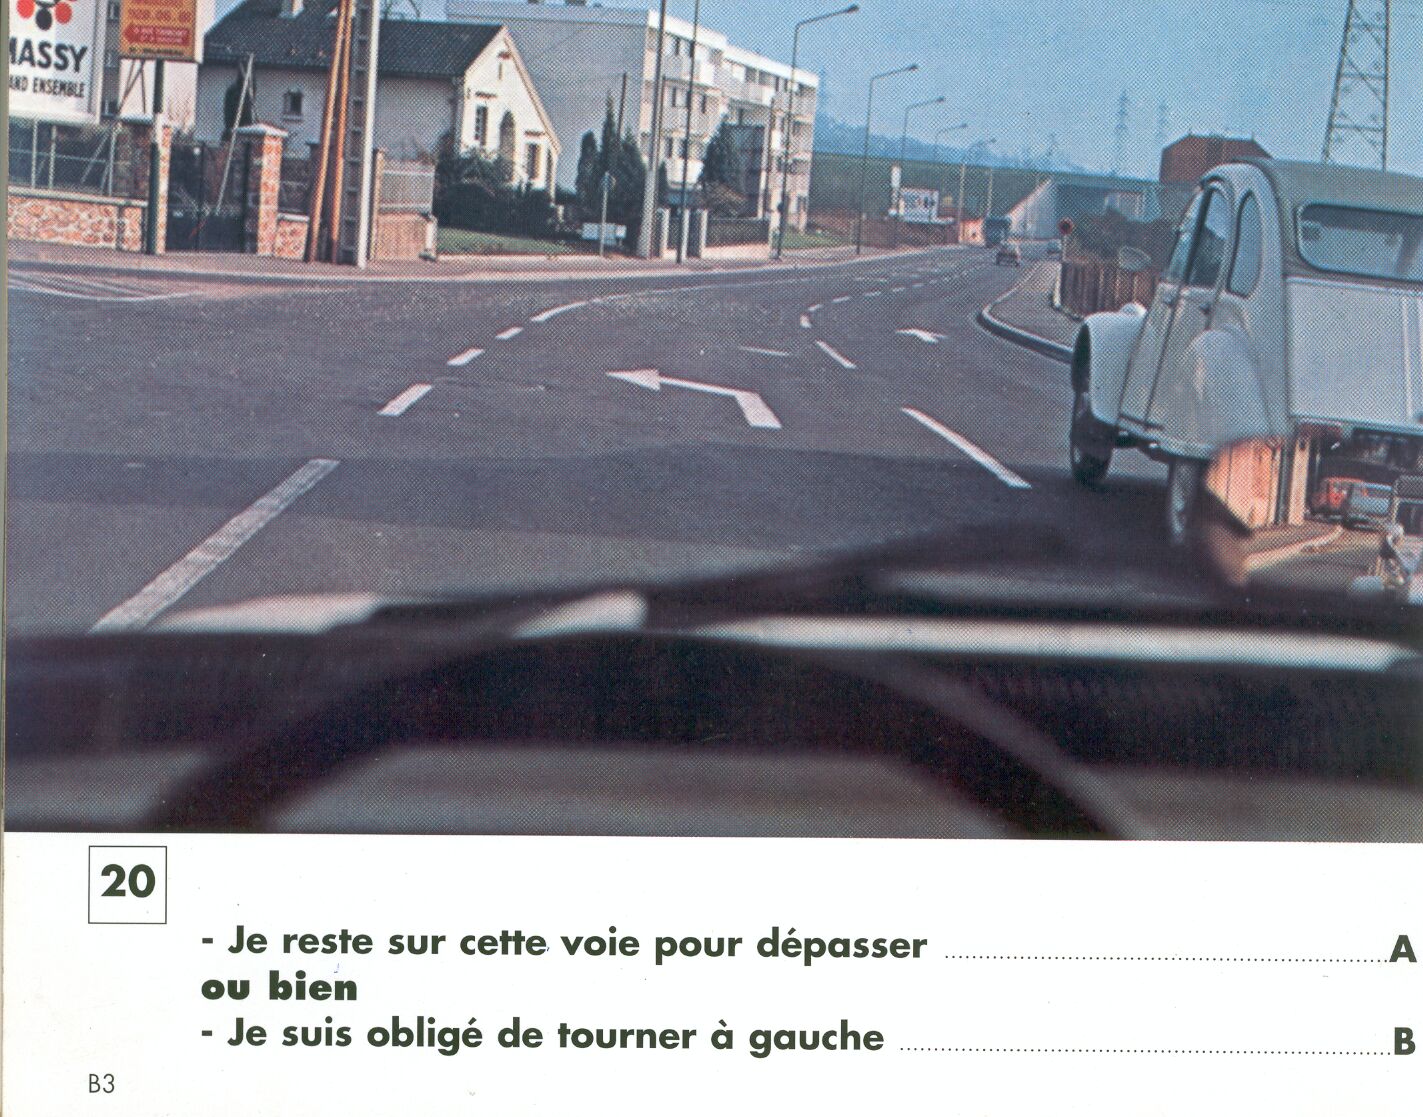 MASSY
AND ENSEMBLE
20
- Je reste sur cette voie pour dépasser A
ou bien
- Je suis obligé de tourner à gauche B
B3